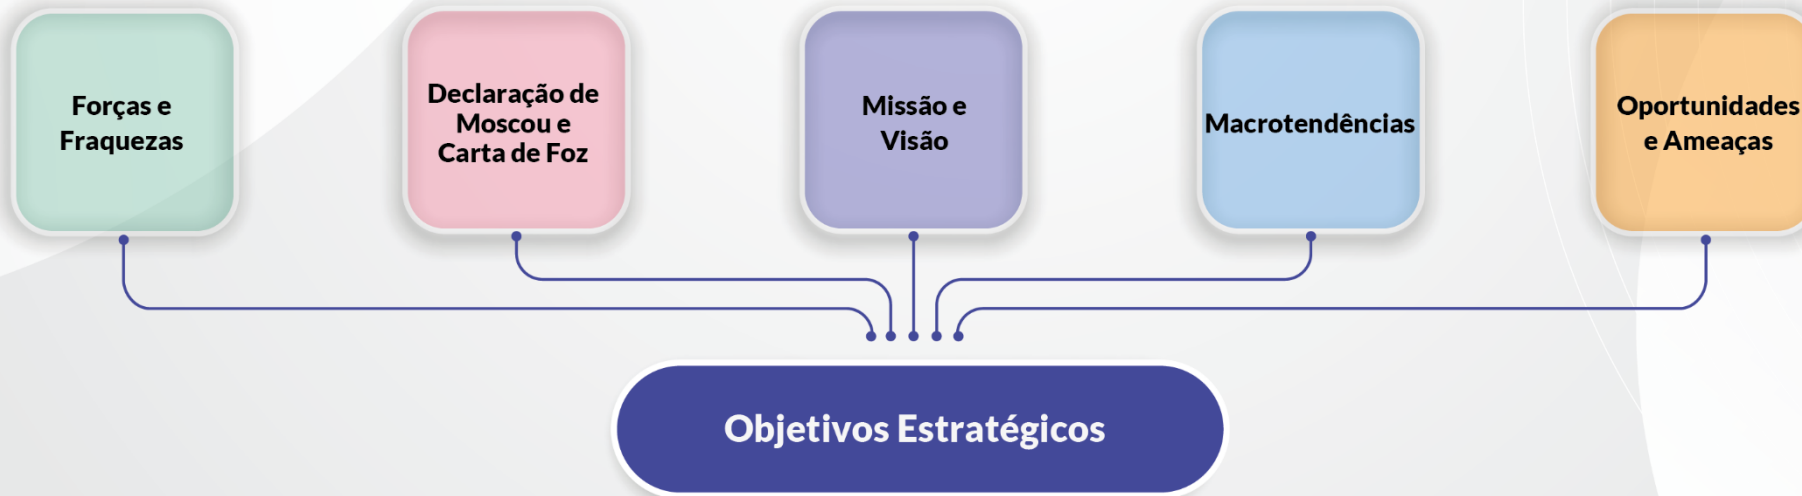 Forças e
Fraquezas
Declaração de
Moscou e
Carta de Foz
Missão e
Visão
Macrotendências
Oportunidades
e Ameaças
Objetivos Estratégicos